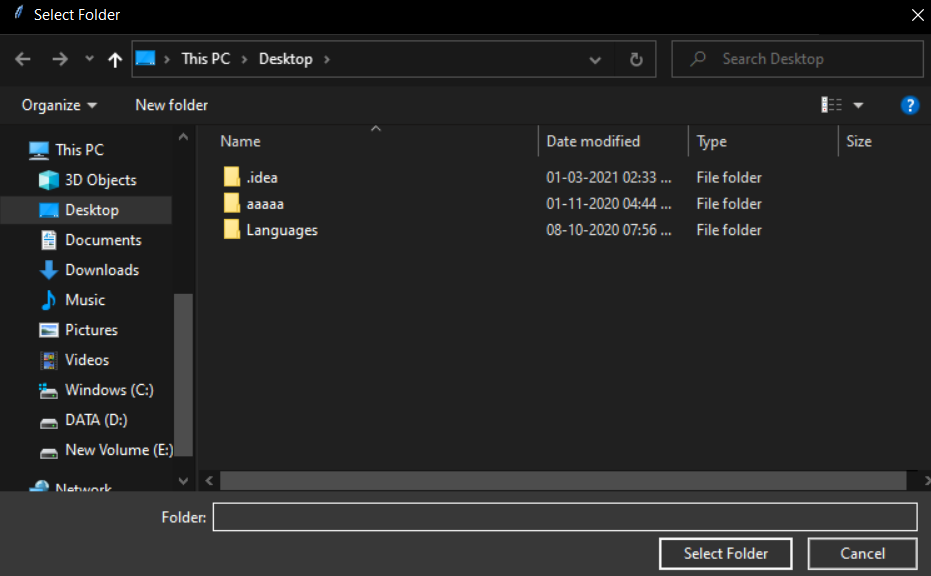 Select Folder
This PC Desktop Search Desktop
Organize New folder ?
Name Date modified Type Size
This PC
3D Objects
Desktop
Documents
Downloads
Music
Pictures
Videos
Windows (C:)
DATA (D:)
New Volume (E:)
Network
.idea 01-03-2021 02:33 ... File folder
aaaaa 01-11-2020 04:44 ... File folder
Languages 08-10-2020 07:56 ... File folder
Folder:
Select Folder Cancel